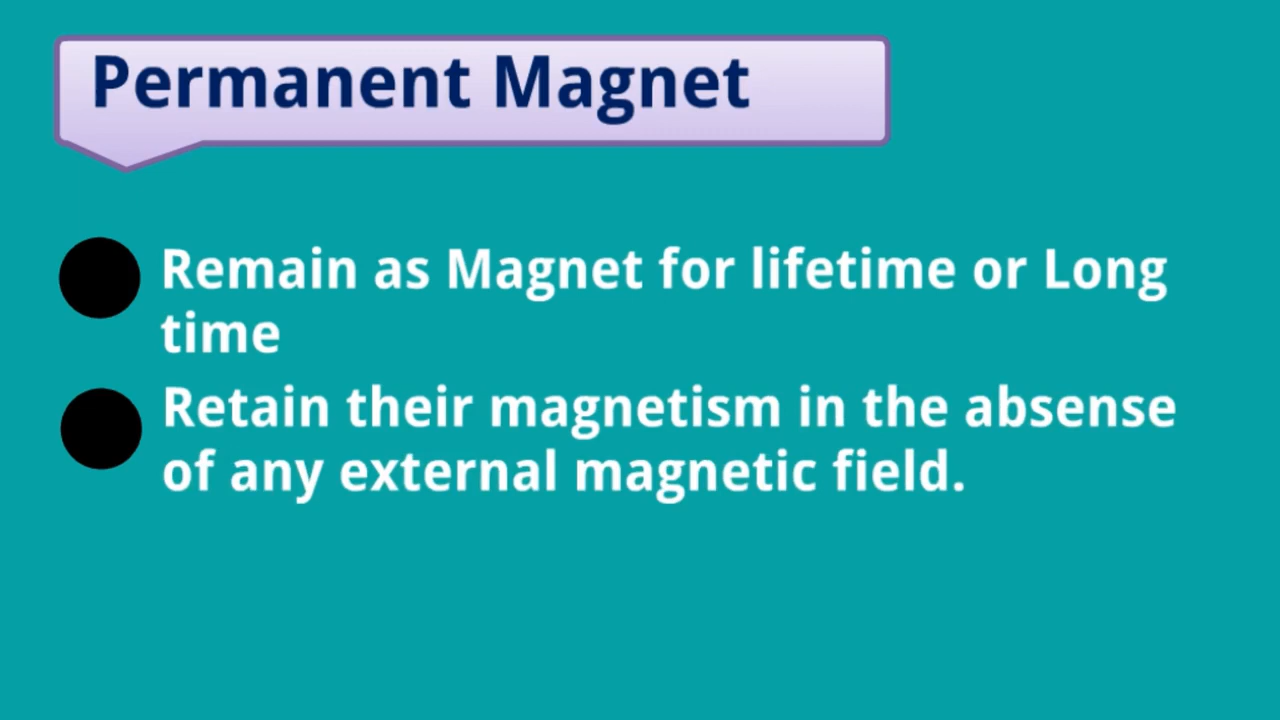 Permanent Magnet
Remain as Magnet for lifetime or Long
time
Retain their magnetism in the absense
of any external magnetic field.